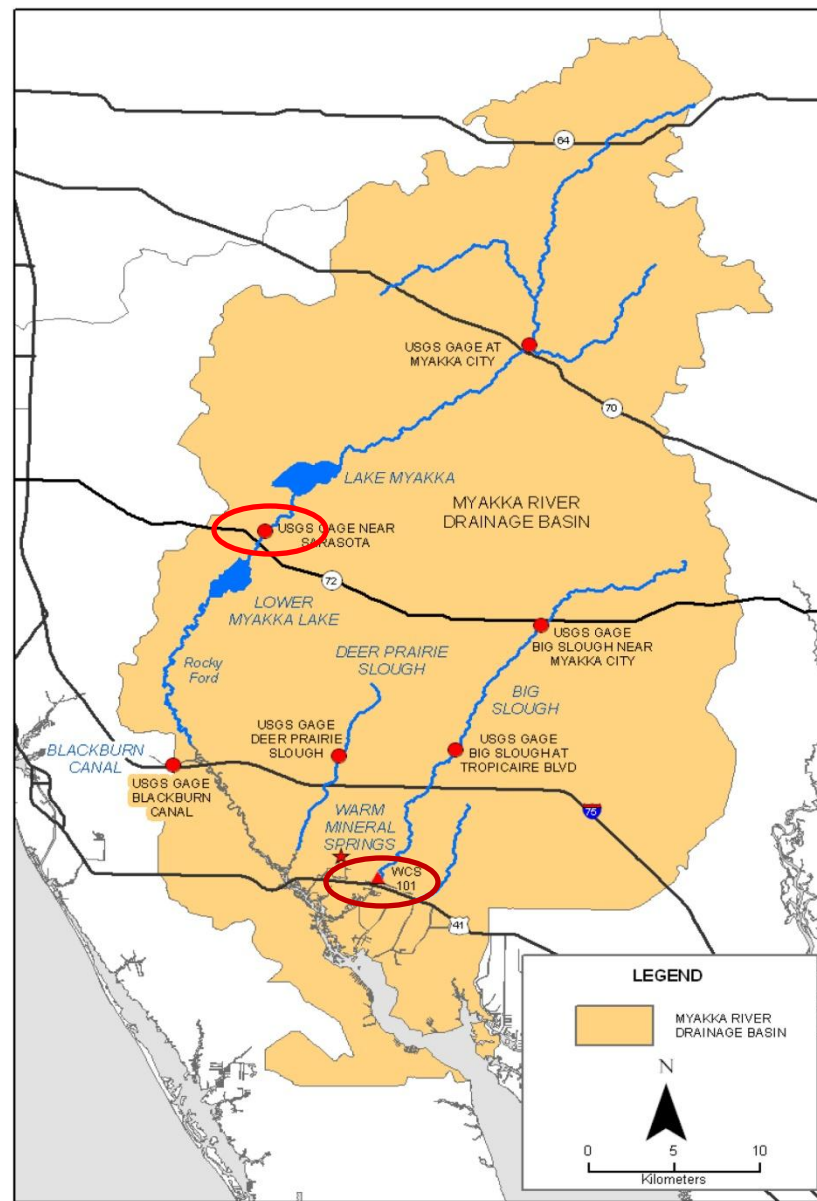 64
USGS GAGE AT
MYAKKA CITY
70
LAKE MYAKKA
MYAKKA RIVER
DRAINAGE BASIN
USGS GAGE NEAR
SARASOTA
72
LOWER
MYAKKA LAKE
USGS GAGE
BIG SLOUGH NEAR
MYAKKA CITY
DEER PRAIRIE
SLOUGH
Rocky
Ford
BIG
SLOUGH
USGS GAGE
DEER PRAIRIE
SLOUGH
USGS GAGE
BIG SLOUGH AT
TROPICAIRE BLVD
BLACKBURN
CANAL
USGS GAGE
BLACKBURN
CANAL
75
WARM
MINERAL
SPRINGS
WCS
101
41
LEGEND
MYAKKA RIVER
DRAINAGE BASIN
N
0 5 10
Kilometers